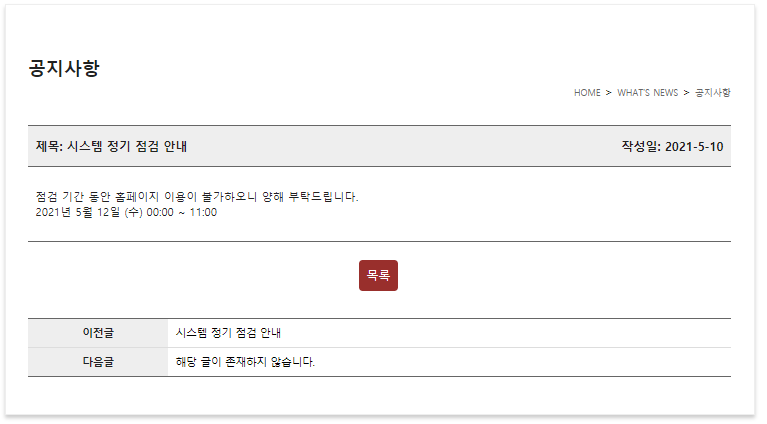 공지사항
HOME > WHAT'S NEWS > 공지사항
제목: 시스템 정기 점검 안내 작성일: 2021-5-10
점검 기간 동안 홈페이지 이용이 불가하오니 양해 부탁드립니다.
2021년 5월 12일 (수) 00:00 ~ 11:00
목록
이전글 시스템 정기 점검 안내
다음글 해당 글이 존재하지 않습니다.